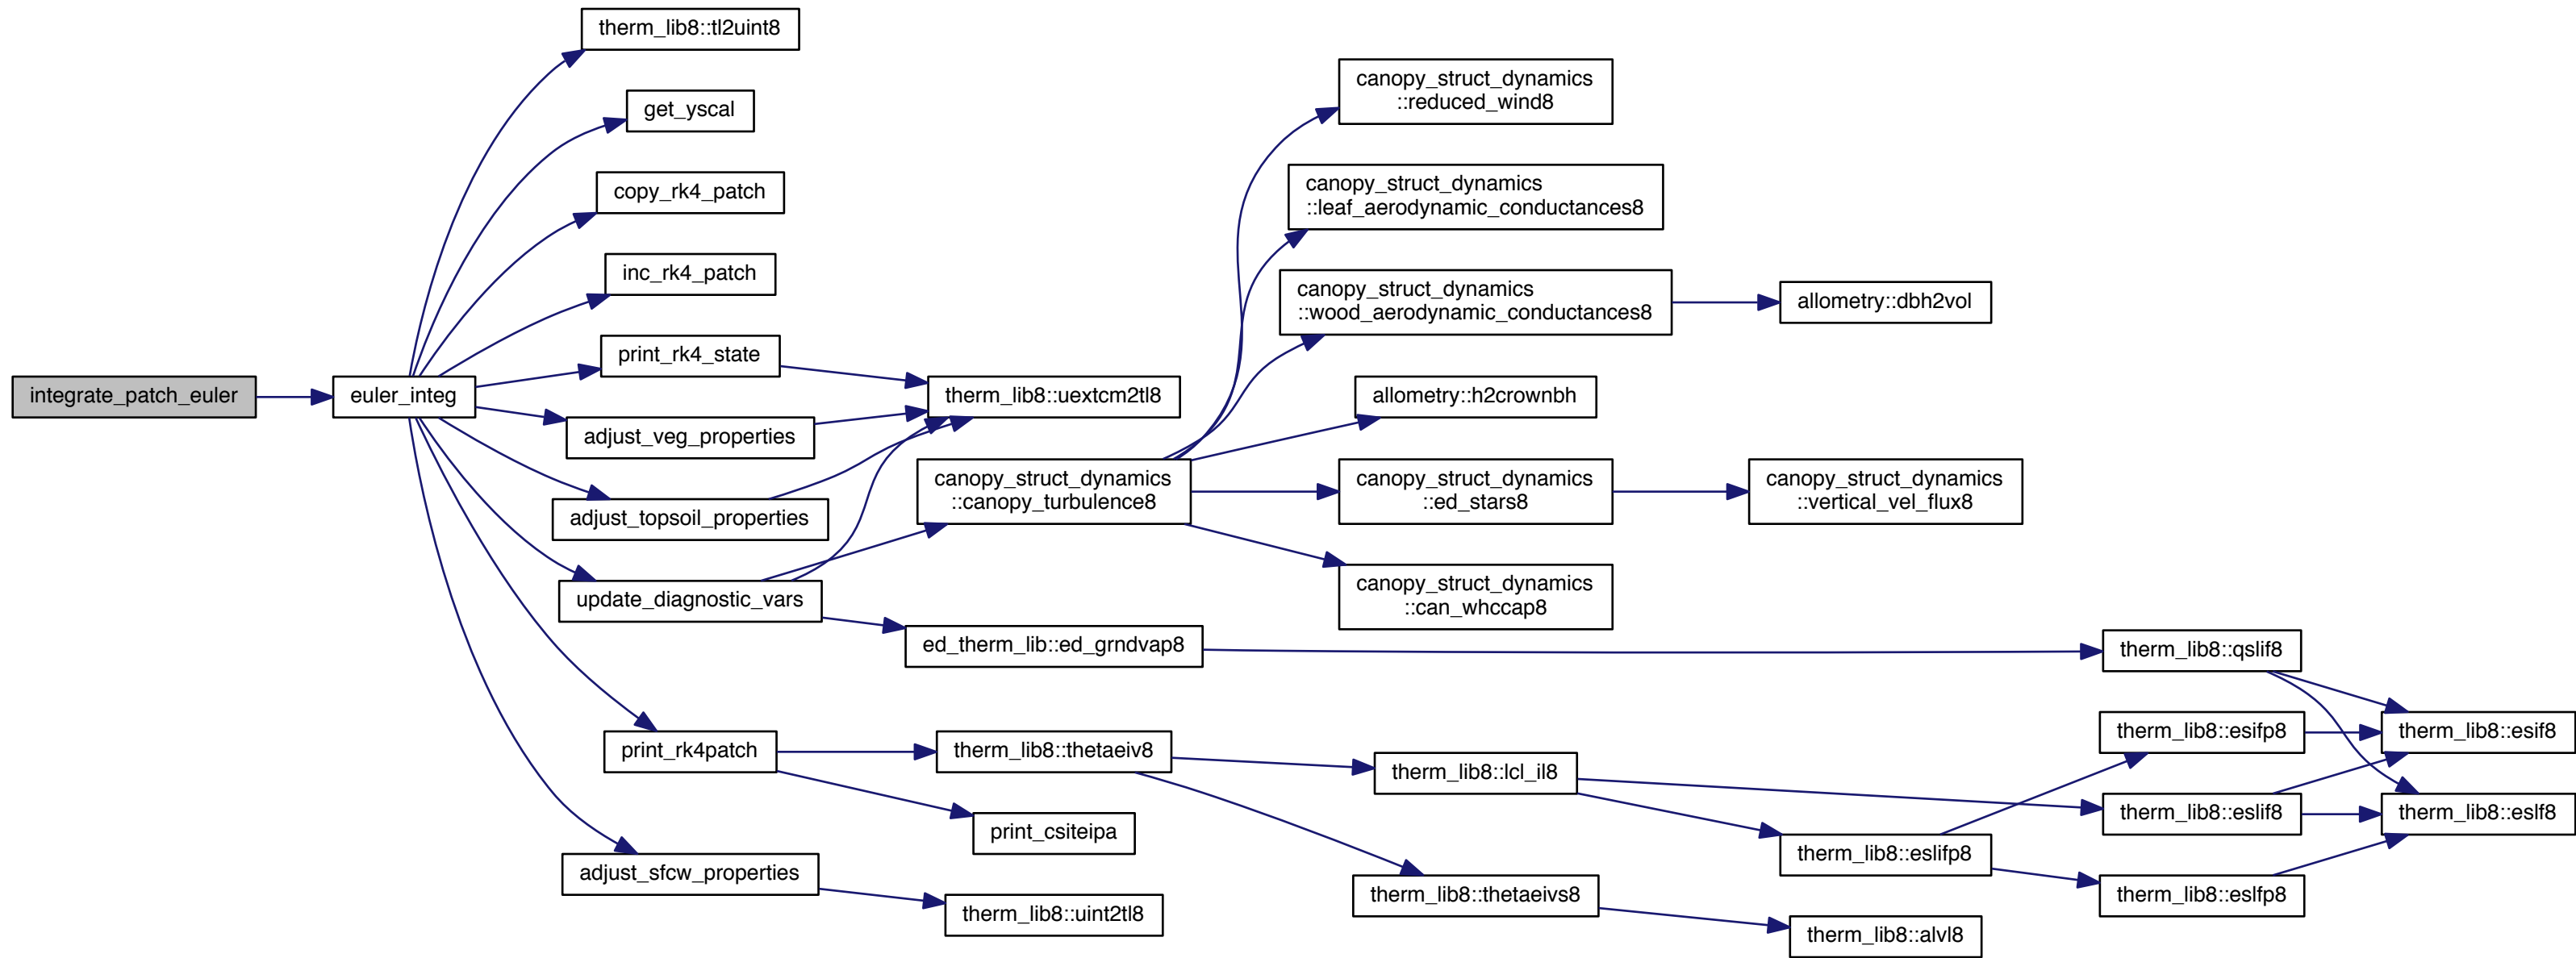 integrate_patch_euler
euler_integ
therm_lib8::tl2uint8
get_yscal
copy_rk4_patch
inc_rk4_patch
print_rk4_state
adjust_veg_properties
adjust_topsoil_properties
update_diagnostic_vars
print_rk4patch
adjust_sfcw_properties
therm_lib8::uextcm2tl8
canopy_struct_dynamics
::canopy_turbulence8
ed_therm_lib::ed_grndvap8
therm_lib8::thetaeiv8
print_csiteipa
therm_lib8::uint2tl8
canopy_struct_dynamics
::reduced_wind8
canopy_struct_dynamics
::leaf_aerodynamic_conductances8
canopy_struct_dynamics
::wood_aerodynamic_conductances8
allometry::h2crownbh
canopy_struct_dynamics
::ed_stars8
canopy_struct_dynamics
::can_whccap8
therm_lib8::lcl_il8
therm_lib8::thetaeivs8
allometry::dbh2vol
canopy_struct_dynamics
::vertical_vel_flux8
therm_lib8::eslifp8
therm_lib8::alvl8
therm_lib8::qslif8
therm_lib8::esifp8
therm_lib8::eslif8
therm_lib8::eslfp8
therm_lib8::esif8
therm_lib8::eslf8